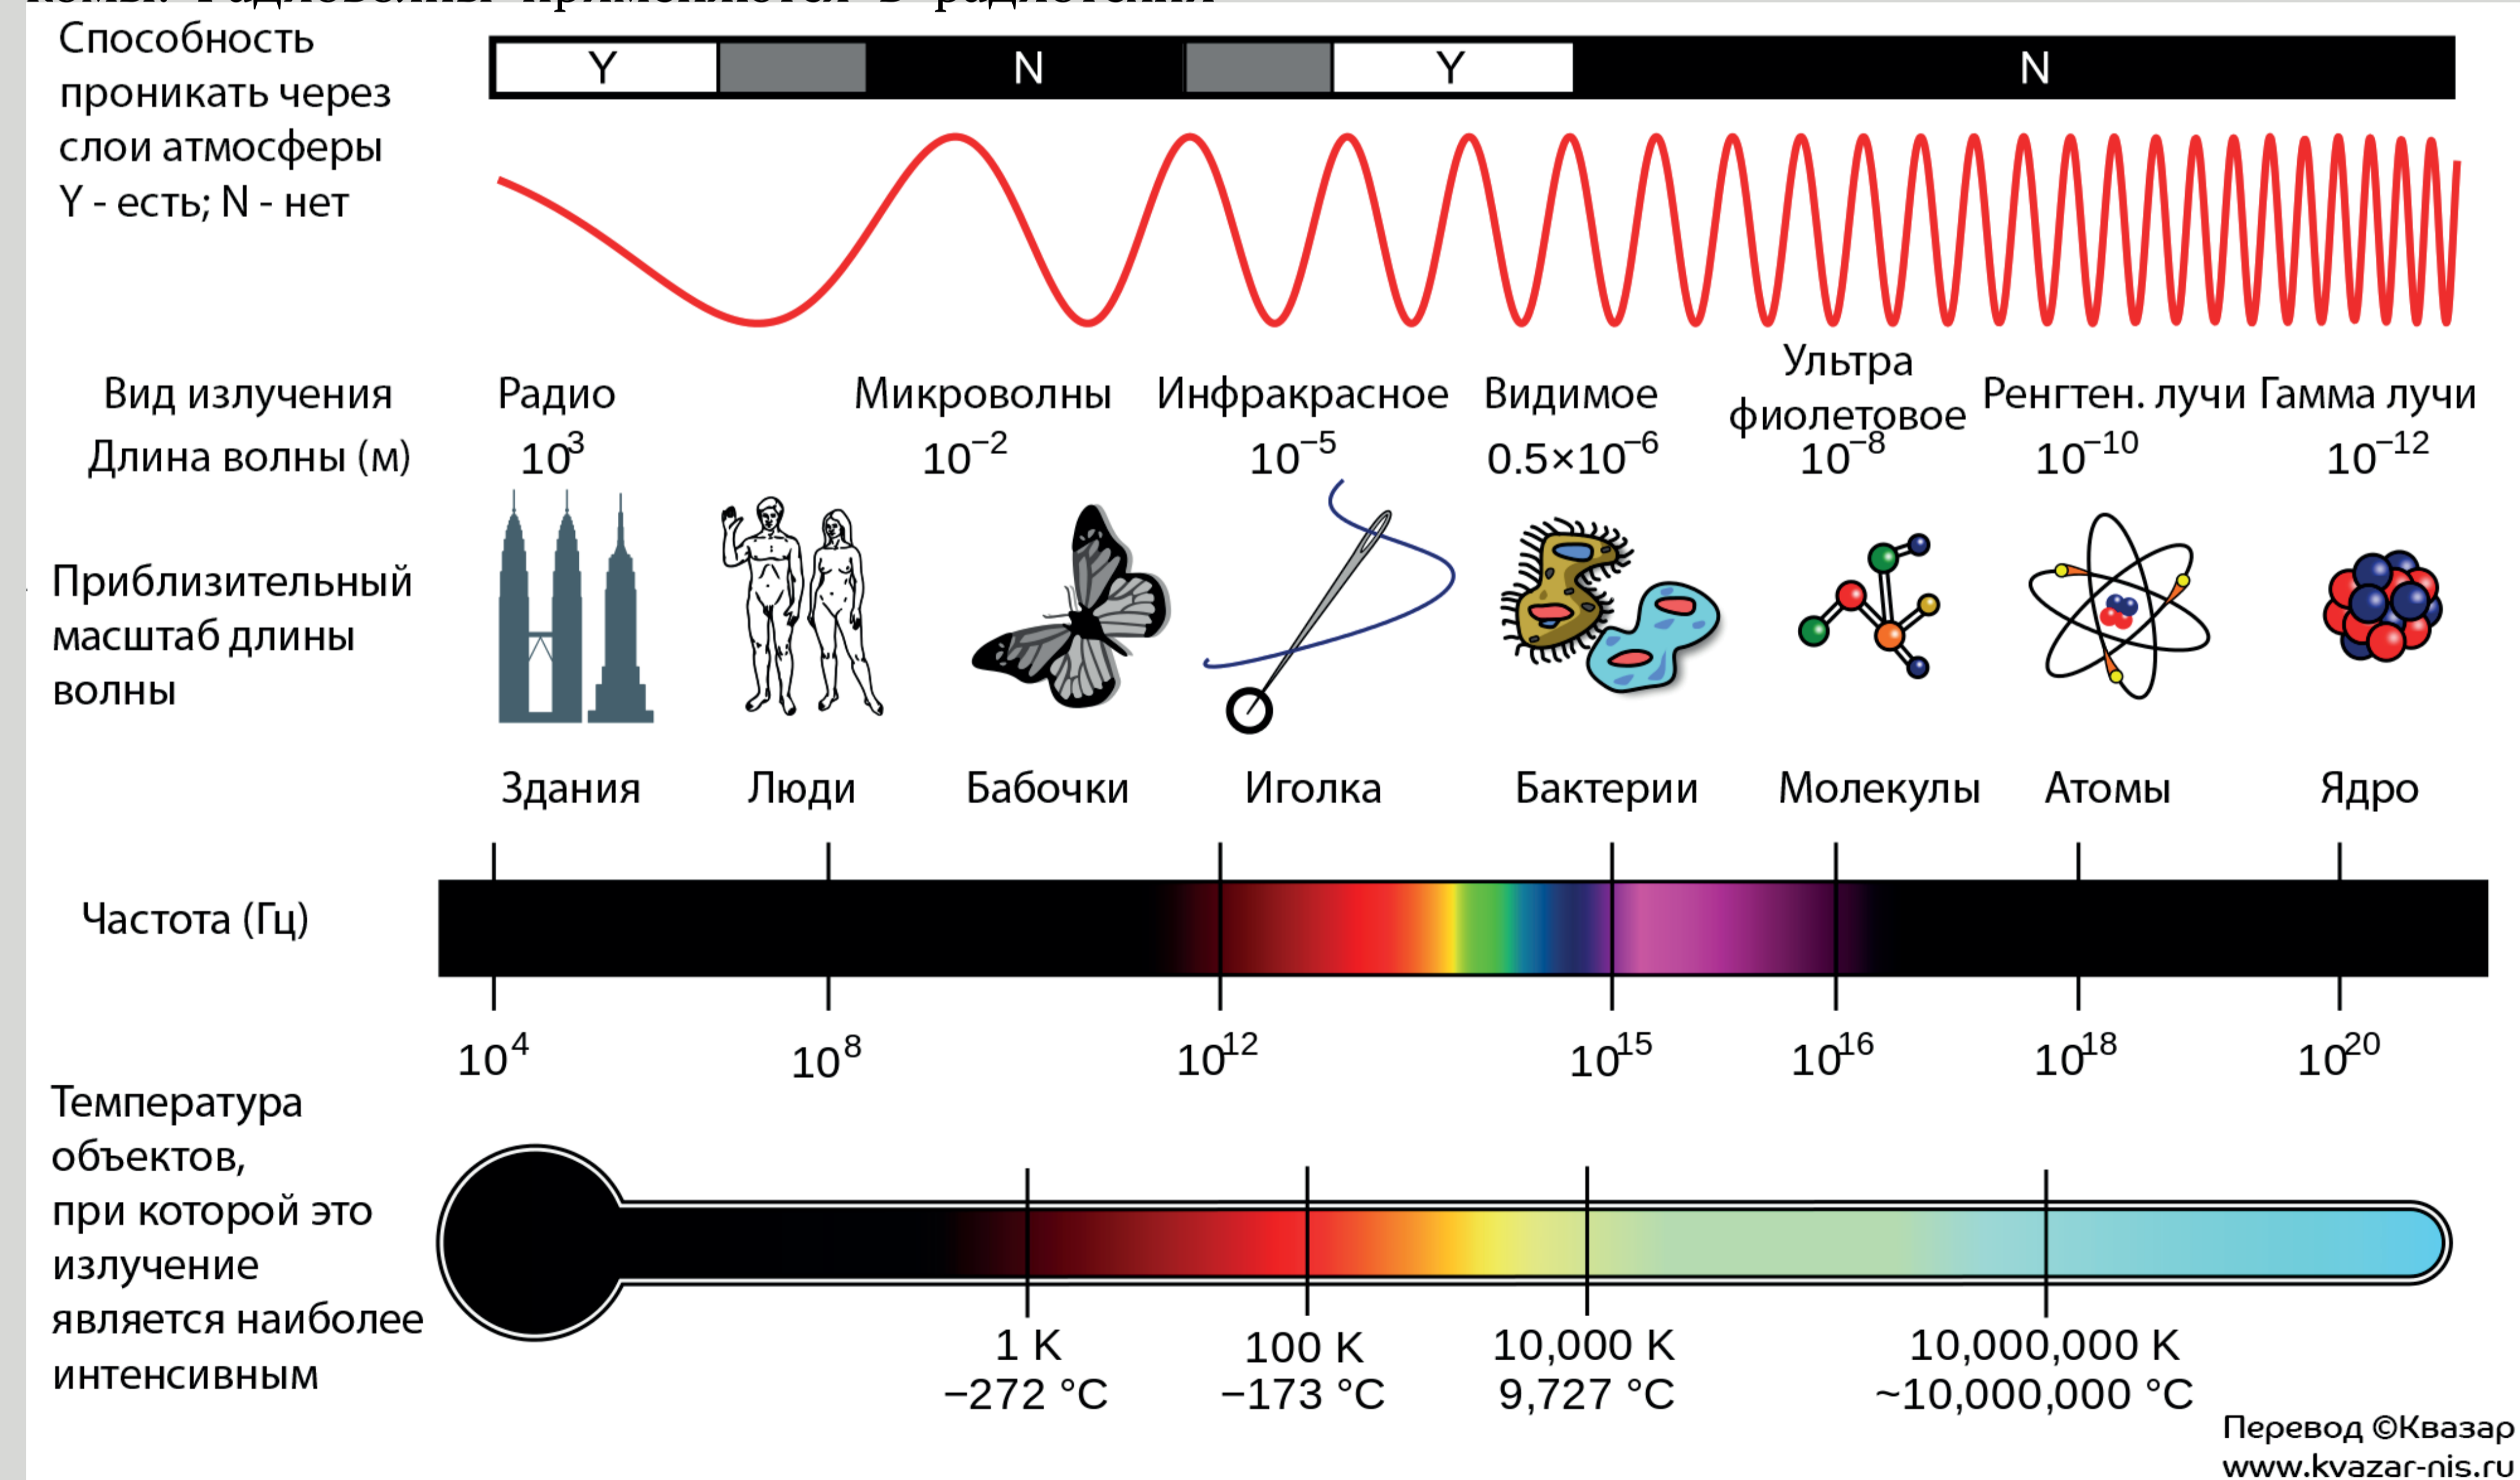 Способность
проникать через
слои атмосферы
Y - есть; N - нет
Y N Y N
Вид излучения Радио Микроволны Инфракрасное Видимое Ультра фиолетовое Ренгтен. лучи Гамма лучи
Длина волны (м) 10³ 10⁻² 10⁻⁵ 0.5×10⁻⁶ 10⁻⁸ 10⁻¹⁰ 10⁻¹²
Приблизительный
масштаб длины
волны
Здания Люди Бабочки Иголка Бактерии Молекулы Атомы Ядро
Частота (Гц)
10⁴ 10⁸ 10¹² 10¹⁵ 10¹⁶ 10¹⁸ 10²⁰
Температура
объектов,
при которой это
излучение
является наиболее
интенсивным
1 K 100 K 10,000 K 10,000,000 K
−272 °C −173 °C 9,727 °C ~10,000,000 °C
Перевод ©Квазар
www.kvazar-nis.ru